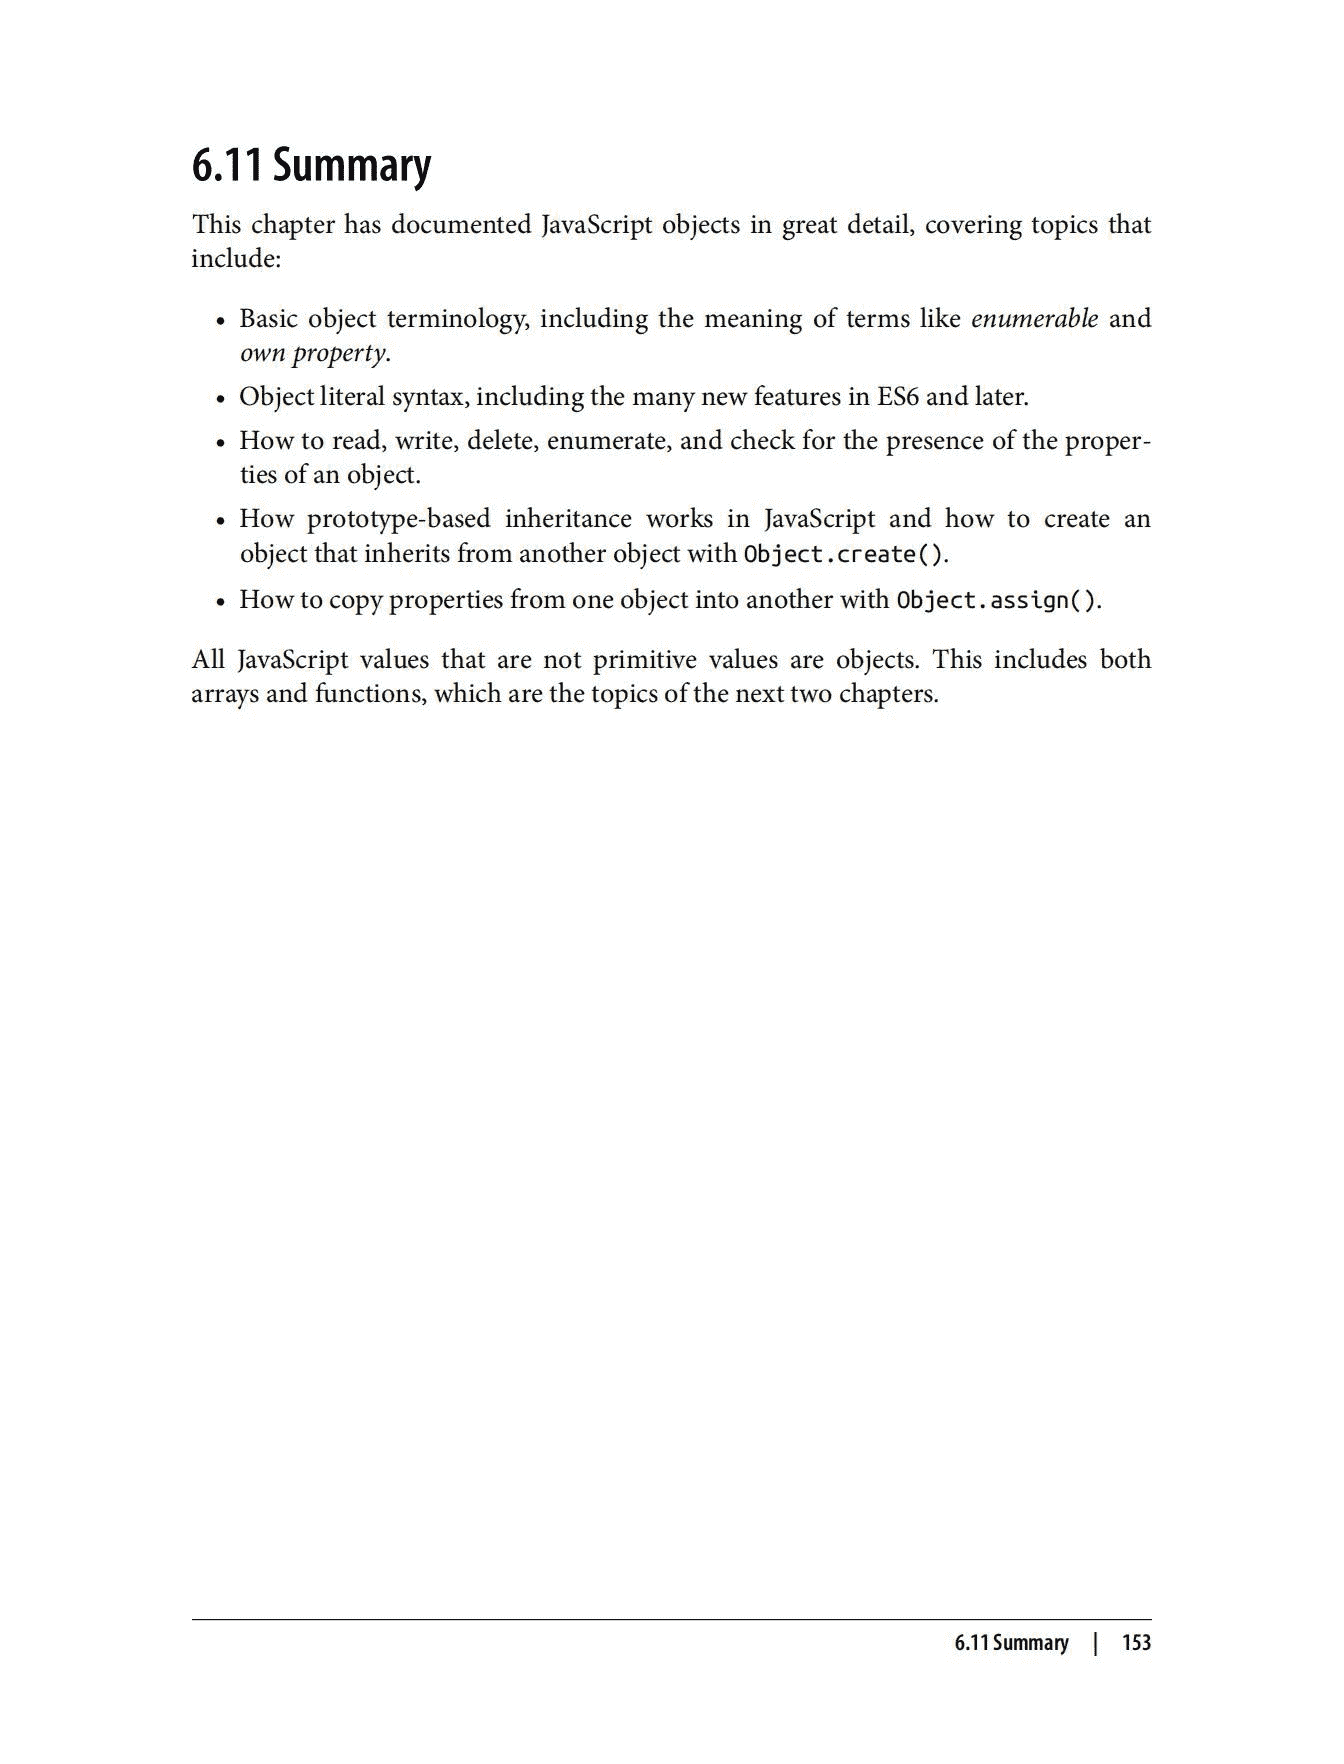 6.11 Summary
This chapter has documented JavaScript objects in great detail, covering topics that
include:
• Basic object terminology, including the meaning of terms like enumerable and
own property.
• Object literal syntax, including the many new features in ES6 and later.
• How to read, write, delete, enumerate, and check for the presence of the proper-
ties of an object.
• How prototype-based inheritance works in JavaScript and how to create an
object that inherits from another object with Object.create().
• How to copy properties from one object into another with Object.assign().
All JavaScript values that are not primitive values are objects. This includes both
arrays and functions, which are the topics of the next two chapters.
6.11 Summary | 153